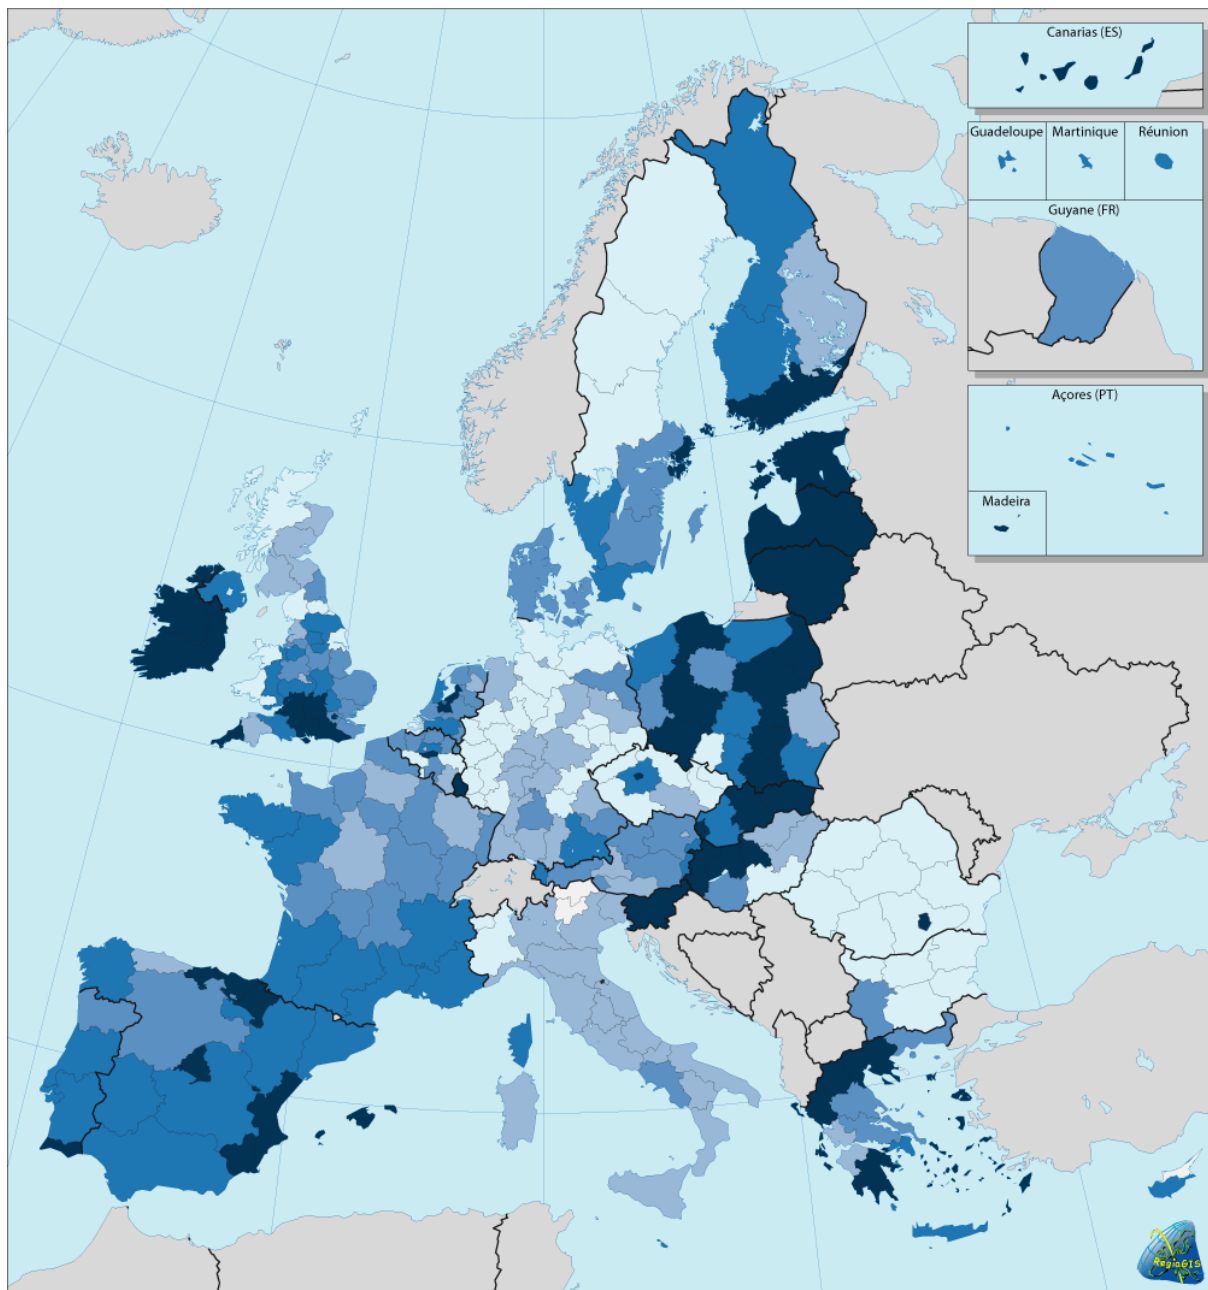 Canarias (ES)
Guadeloupe
Martinique
Réunion
Guyane (FR)
Açores (PT)
Madeira
RegioGIS